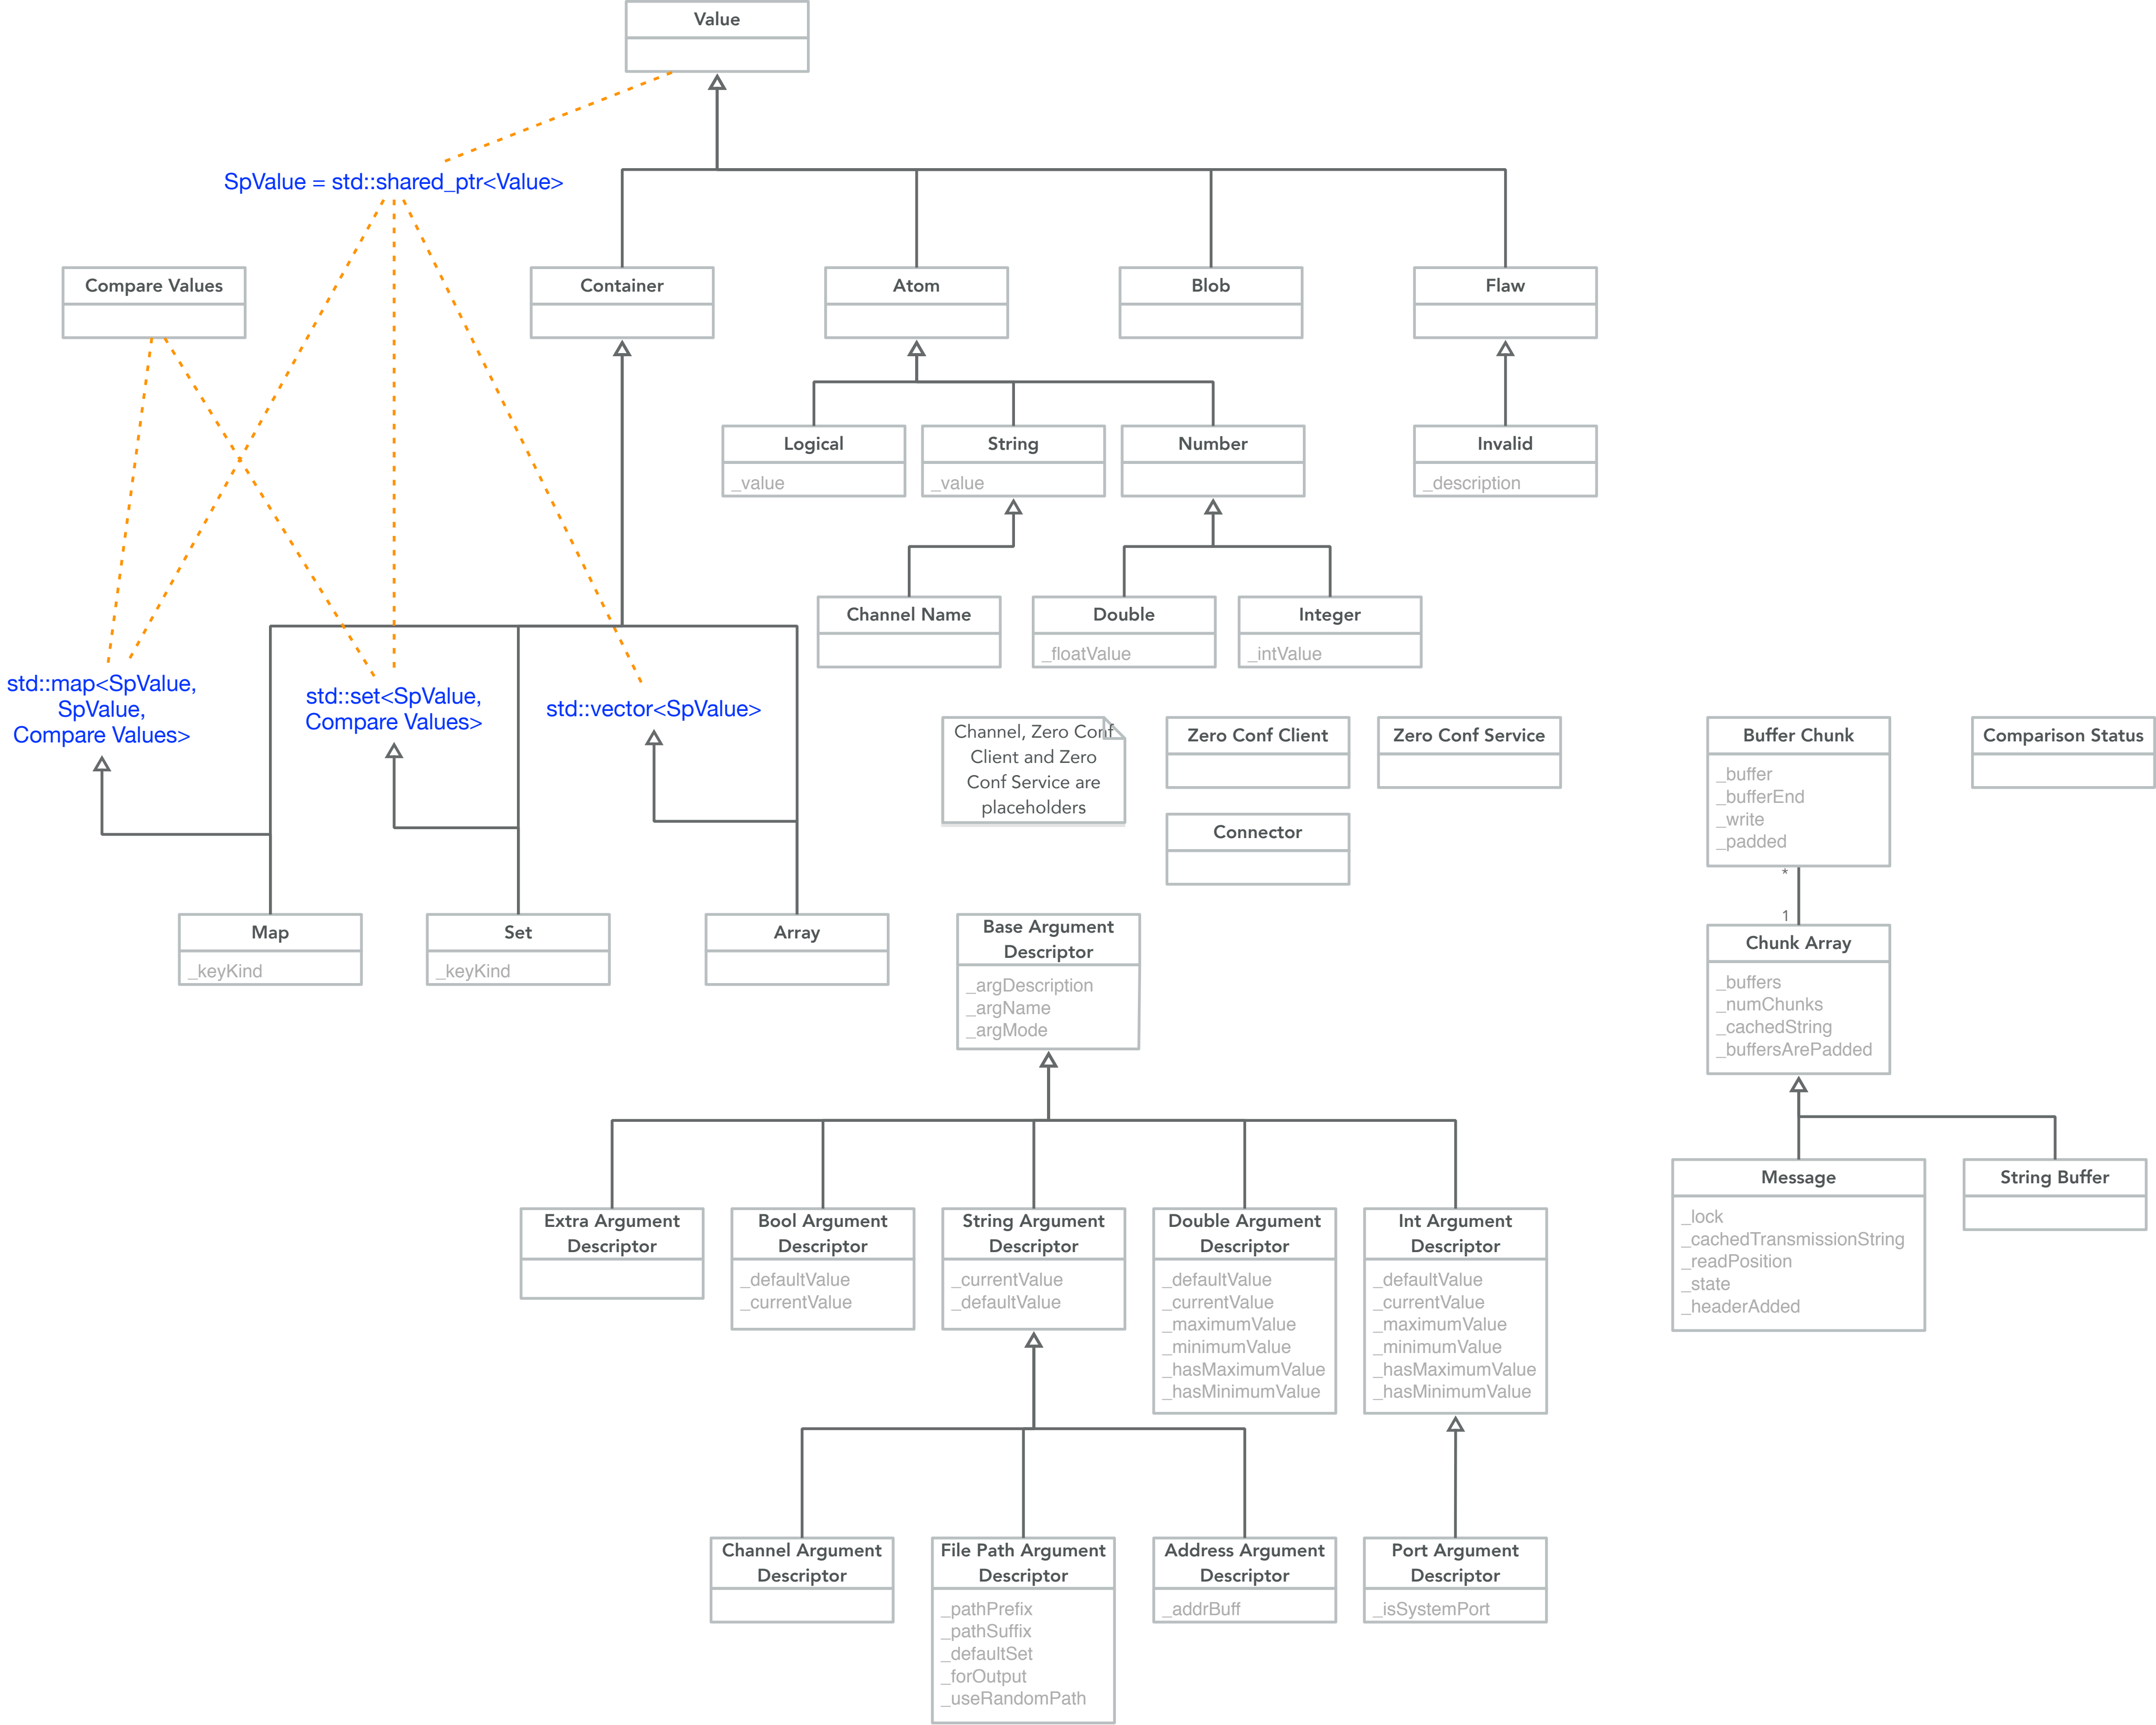 Value
SpValue = std::shared_ptr<Value>
Compare Values
Container
Atom
Blob
Flaw
Logical
_value
String
_value
Number
Invalid
_description
Channel Name
Double
_floatValue
Integer
_intValue
std::map<SpValue,
SpValue,
Compare Values>
std::set<SpValue,
Compare Values>
std::vector<SpValue>
Channel, Zero Conf
Client and Zero
Conf Service are
placeholders
Zero Conf Client
Zero Conf Service
Connector
Buffer Chunk
_buffer
_bufferEnd
_write
_padded
Comparison Status
*
1
Chunk Array
_buffers
_numChunks
_cachedString
_buffersArePadded
Map
_keyKind
Set
_keyKind
Array
Base Argument
Descriptor
_argDescription
_argName
_argMode
Message
_lock
_cachedTransmissionString
_readPosition
_state
_headerAdded
String Buffer
Extra Argument
Descriptor
Bool Argument
Descriptor
_defaultValue
_currentValue
String Argument
Descriptor
_currentValue
_defaultValue
Double Argument
Descriptor
_defaultValue
_currentValue
_maximumValue
_minimumValue
_hasMaximumValue
_hasMinimumValue
Int Argument
Descriptor
_defaultValue
_currentValue
_maximumValue
_minimumValue
_hasMaximumValue
_hasMinimumValue
Channel Argument
Descriptor
File Path Argument
Descriptor
_pathPrefix
_pathSuffix
_defaultSet
_forOutput
_useRandomPath
Address Argument
Descriptor
_addrBuff
Port Argument
Descriptor
_isSystemPort